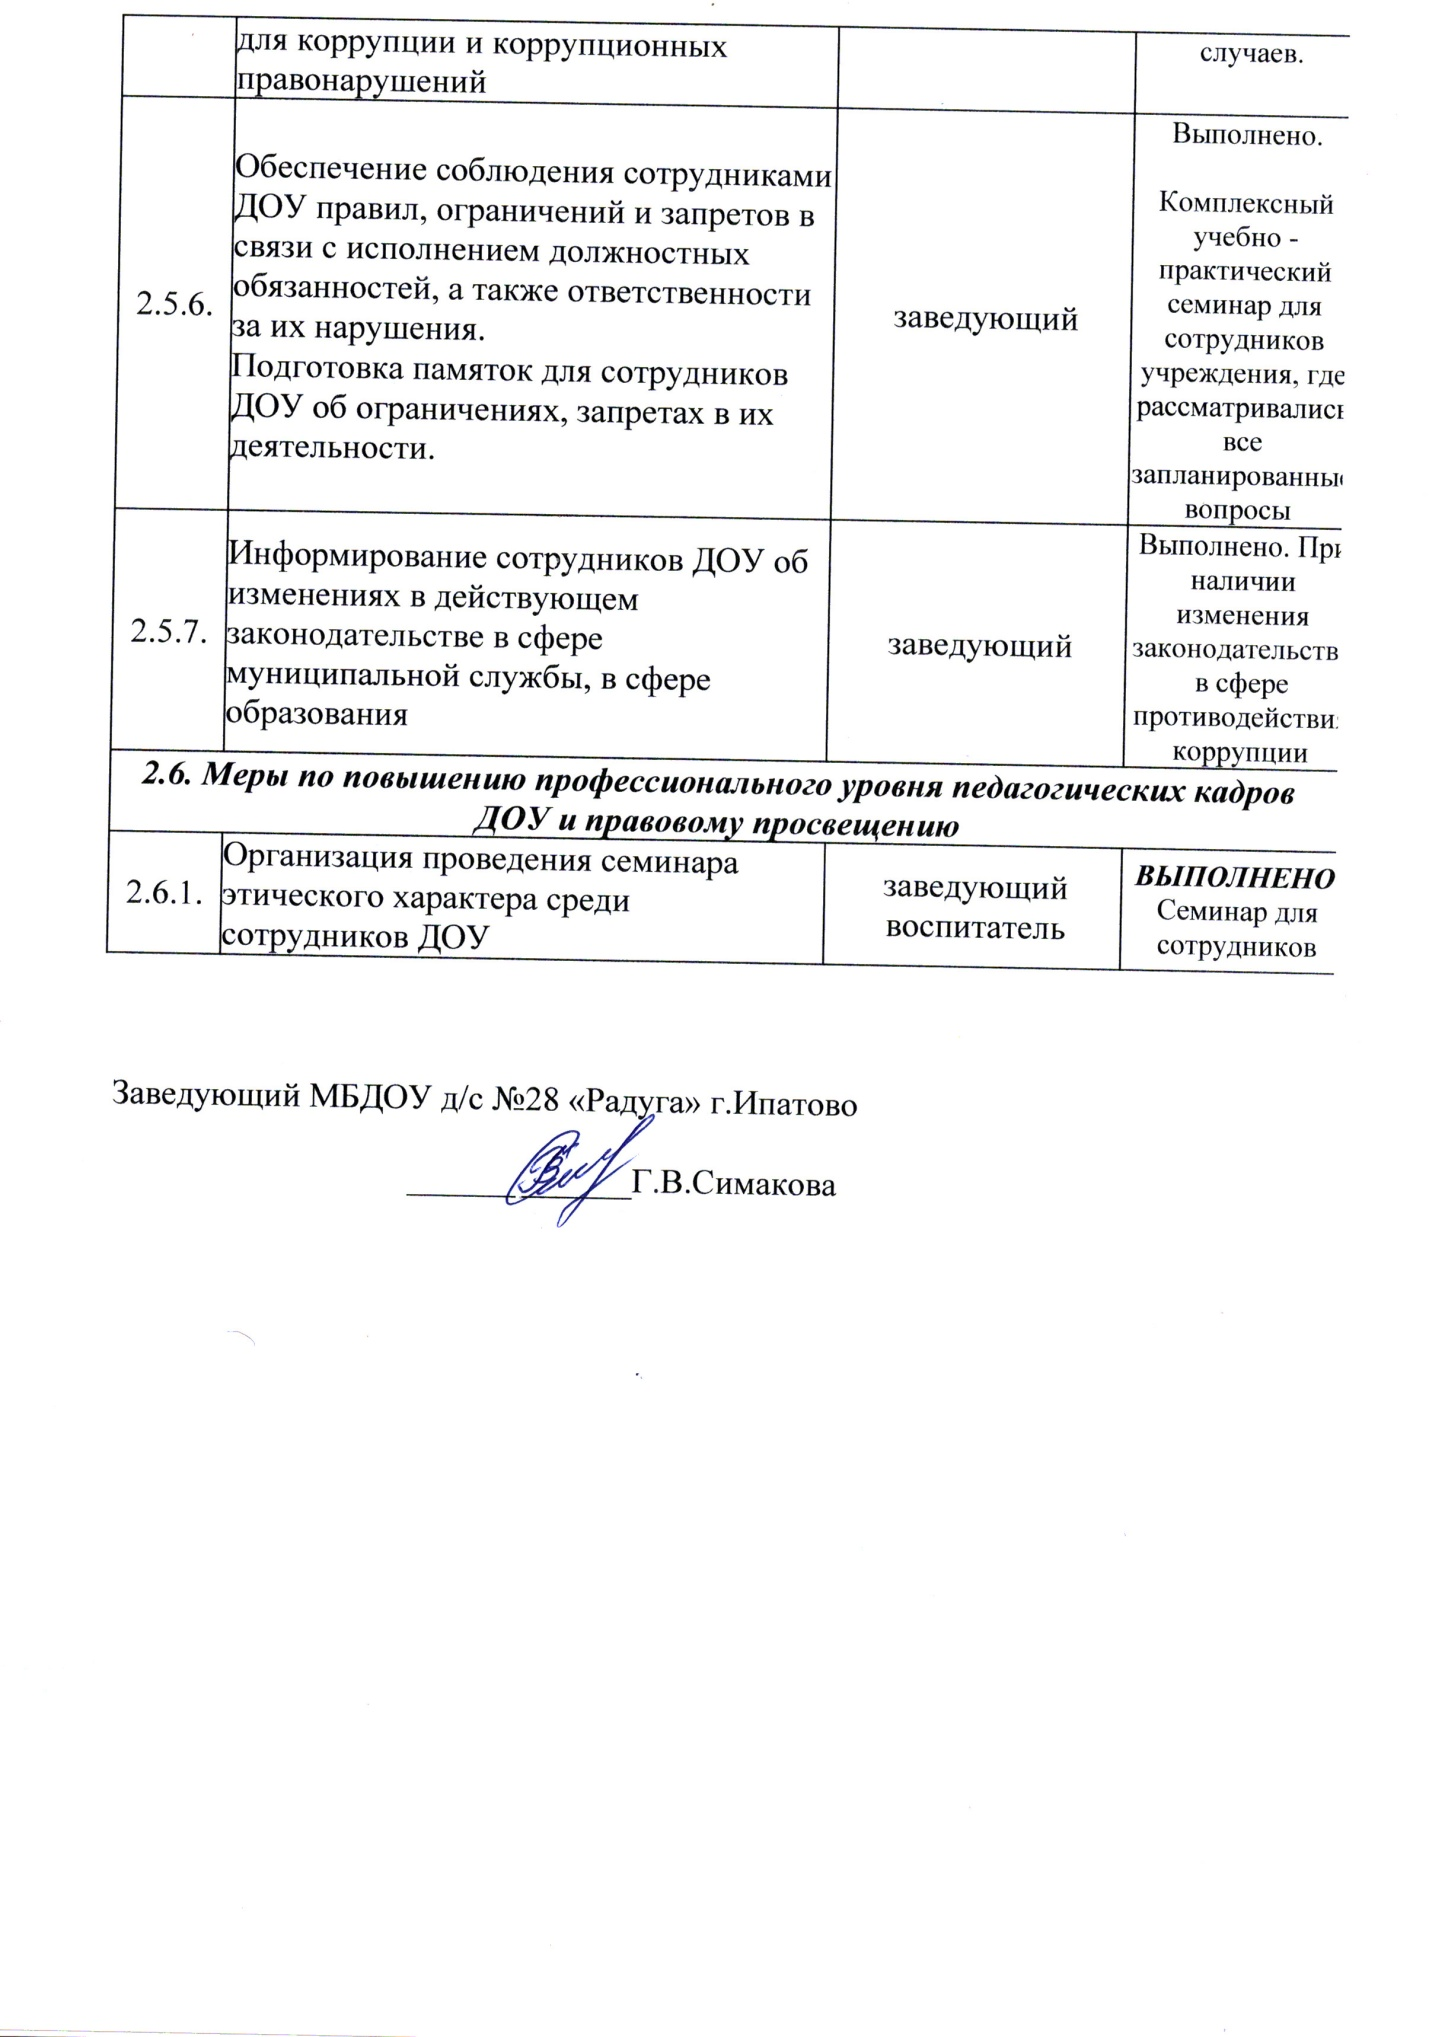 для коррупции и коррупционных
правонарушений
случаев.
2.5.6.
Обеспечение соблюдения сотрудниками
ДОУ правил, ограничений и запретов в
связи с исполнением должностных
обязанностей, а также ответственности
за их нарушения.
Подготовка памяток для сотрудников
ДОУ об ограничениях, запретах в их
деятельности.
заведующий
Выполнено.
Комплексный
учебно -
практический
семинар для
сотрудников
учреждения, где
рассматривались
все
запланированные
вопросы
2.5.7.
Информирование сотрудников ДОУ об
изменениях в действующем
законодательстве в сфере
муниципальной службы, в сфере
образования
заведующий
Выполнено. При
наличии
изменения
законодательств
в сфере
противодействи
коррупции
2.6. Меры по повышению профессионального уровня педагогических кадров
ДОУ и правовому просвещению
2.6.1.
Организация проведения семинара
этического характера среди
сотрудников ДОУ
заведующий
воспитатель
ВЫПОЛНЕНО
Семинар для
сотрудников
Заведующий МБДОУ д/с №28 «Радуга» г.Ипатово
Г.В.Симакова